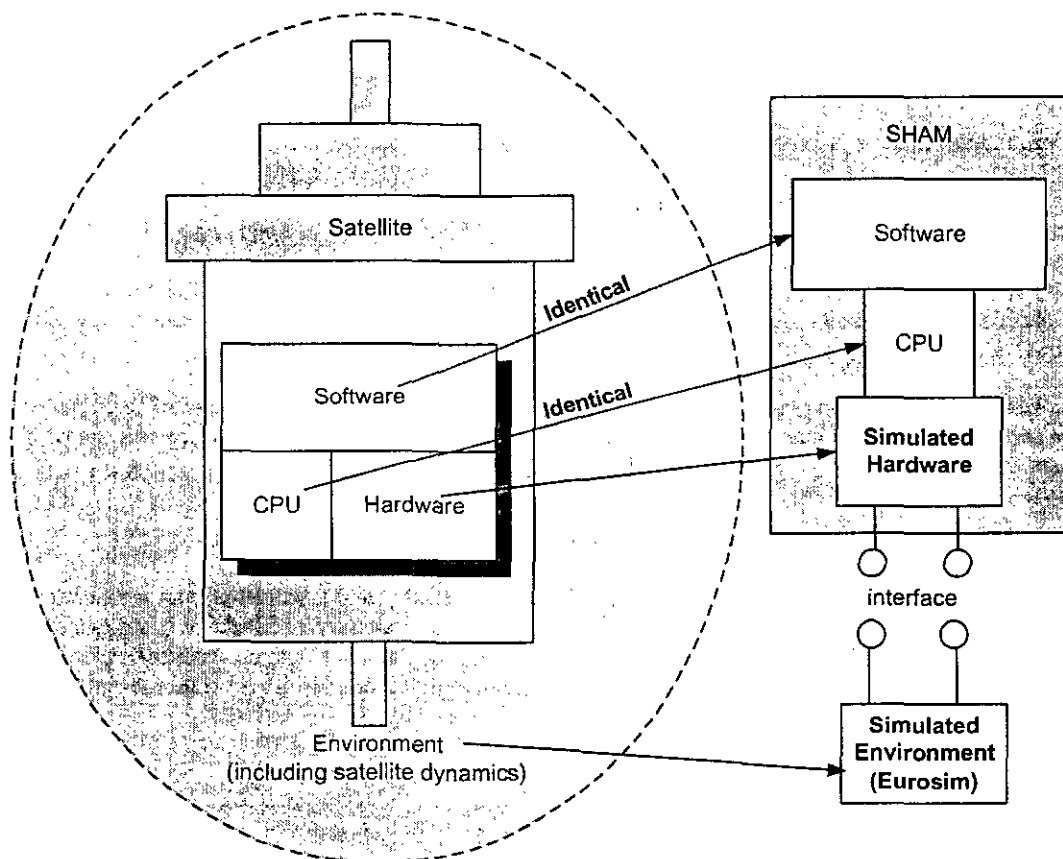 SHAM
Satellite
Software
Identical
CPU
Software
Identical
Simulated
Hardware
CPU
Hardware
interface
Environment
(including satellite dynamics)
Simulated
Environment
(Eurosim)